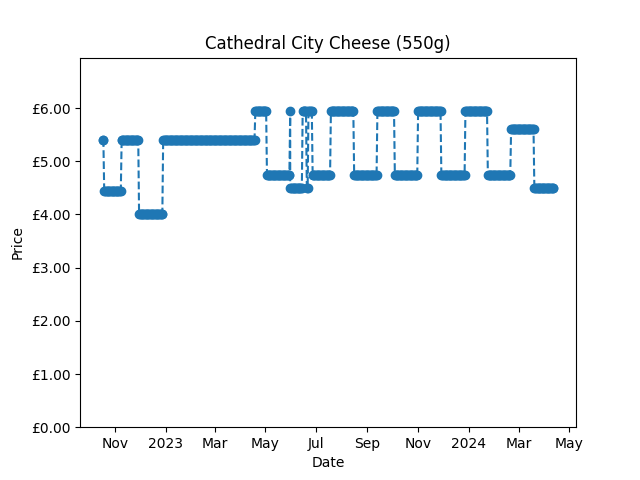 Cathedral City Cheese (550g)
£6.00
£5.00
£4.00
£3.00
£2.00
£1.00
£0.00
Price
Nov 2023 Mar May Jul Sep Nov 2024 Mar May
Date